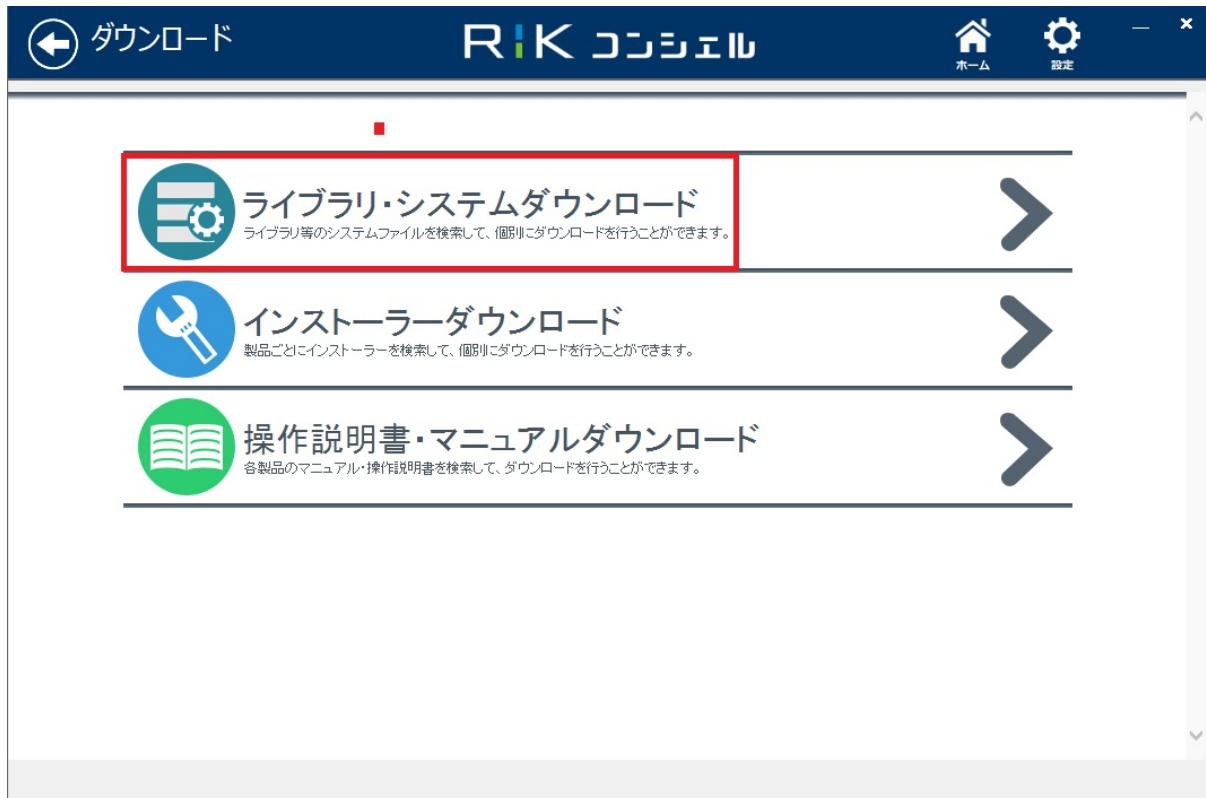 ダウンロード
RIK コンシェル
ホーム
設定
ライブラリ・システムダウンロード
ライブラリ等のシステムファイルを検索して、個別にダウンロードを行うことができます。
インストーラーダウンロード
製品ごとにインストーラーを検索して、個別にダウンロードを行うことができます。
操作説明書・マニュアルダウンロード
各製品のマニュアル・操作説明書を検索して、ダウンロードを行うことができます。